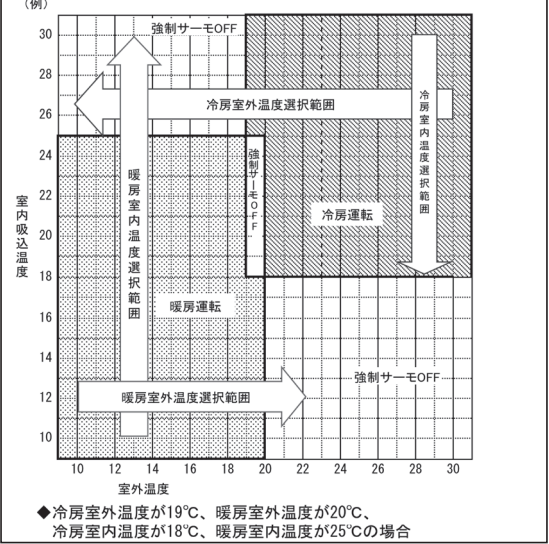 (例)
強制サーモOFF
30
28
26
24
22
20
18
16
14
12
10
冷房室外温度選択範囲
冷房室内温度選択範囲
強制サーモOFF
冷房運転
暖房室内温度選択範囲
室内吸込温度
暖房運転
強制サーモOFF
暖房室外温度選択範囲
10 12 14 16 18 20 22 24 26 28 30
室外温度
◆冷房室外温度が19℃、暖房室外温度が20℃、
冷房室内温度が18℃、暖房室内温度が25℃の場合